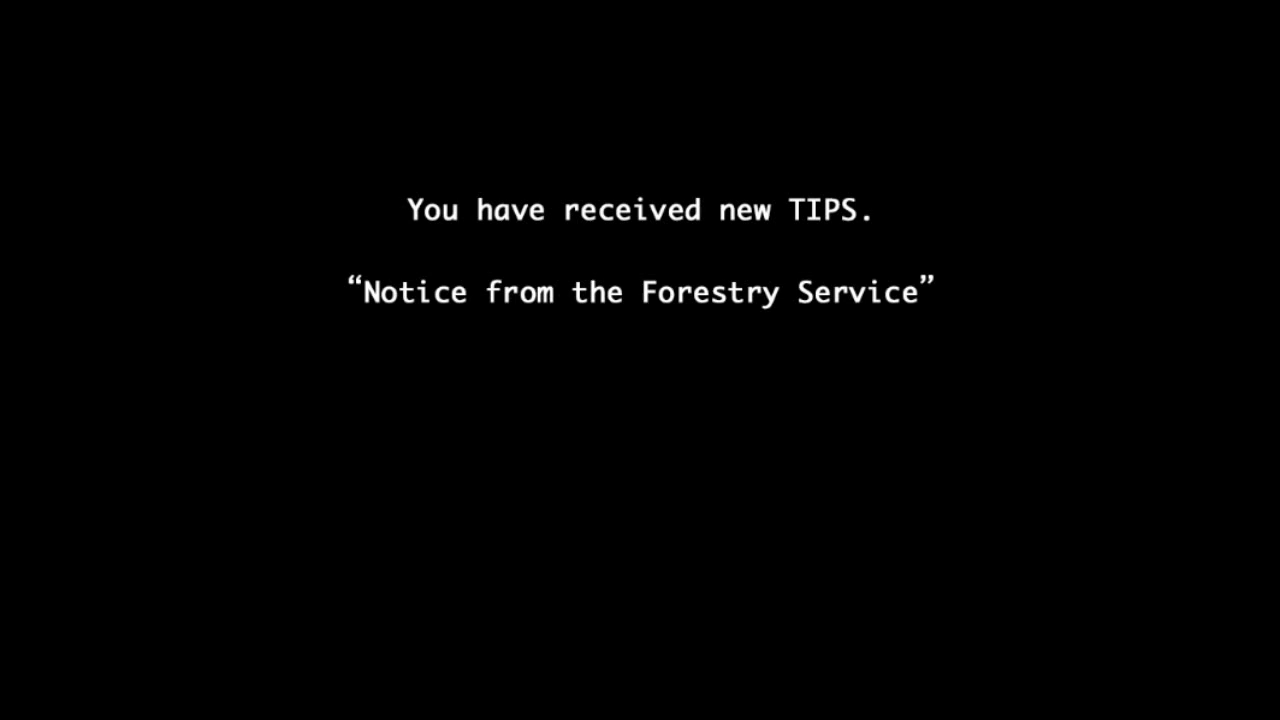 You have received new TIPS.
“Notice from the Forestry Service”